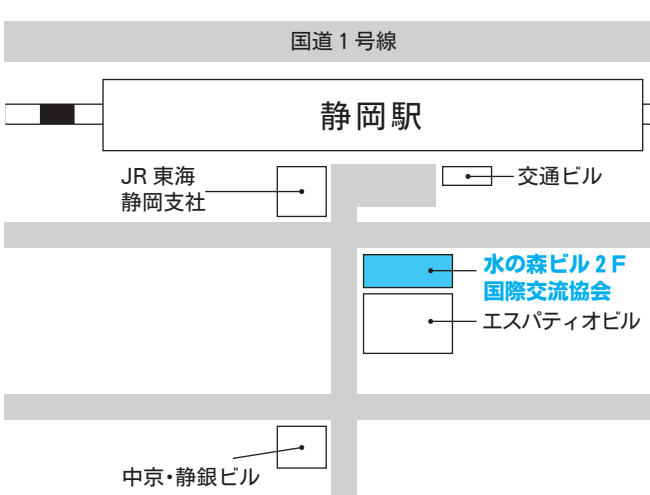 国道1号線
静岡駅
JR 東海
静岡支社
交通ビル
水の森ビル2F
国際交流協会
エスパティオビル
中京・静銀ビル